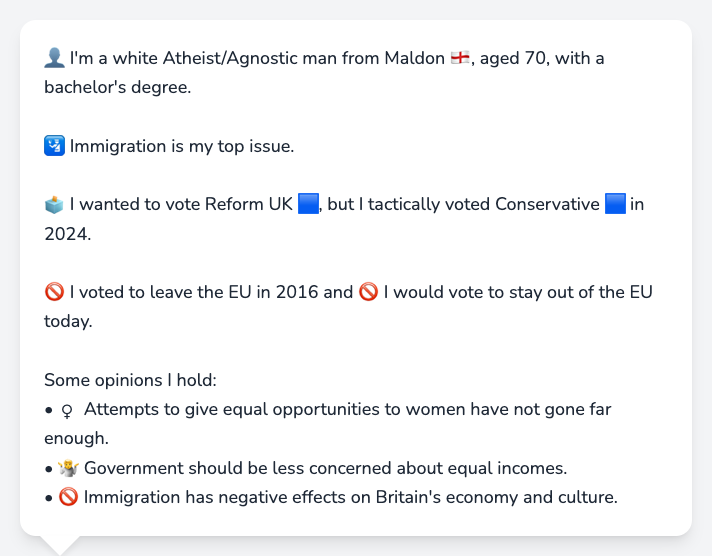 👤 I'm a white Atheist/Agnostic man from Maldon 🏴󠁧󠁢󠁥󠁮󠁧󠁿, aged 70, with a
bachelor's degree.
🛂 Immigration is my top issue.
🗳️ I wanted to vote Reform UK 🟦, but I tactically voted Conservative 🟦 in
2024.
🚫 I voted to leave the EU in 2016 and 🚫 I would vote to stay out of the EU
today.
Some opinions I hold:
• ♀ Attempts to give equal opportunities to women have not gone far
enough.
• 🤷 Government should be less concerned about equal incomes.
• 🚫 Immigration has negative effects on Britain's economy and culture.